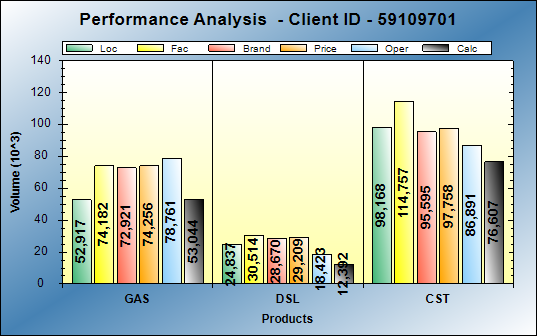 Performance Analysis - Client ID - 59109701
Loc Fac Brand Price Oper Calc
Volume (10^3)
140
120
100
80
60
40
20
0
52,917 74,182 72,921 74,256 78,761 53,044
24,837 30,514 28,670 29,209 18,423 12,392
98,168 114,757 95,595 97,758 86,891 76,607
GAS DSL CST
Products